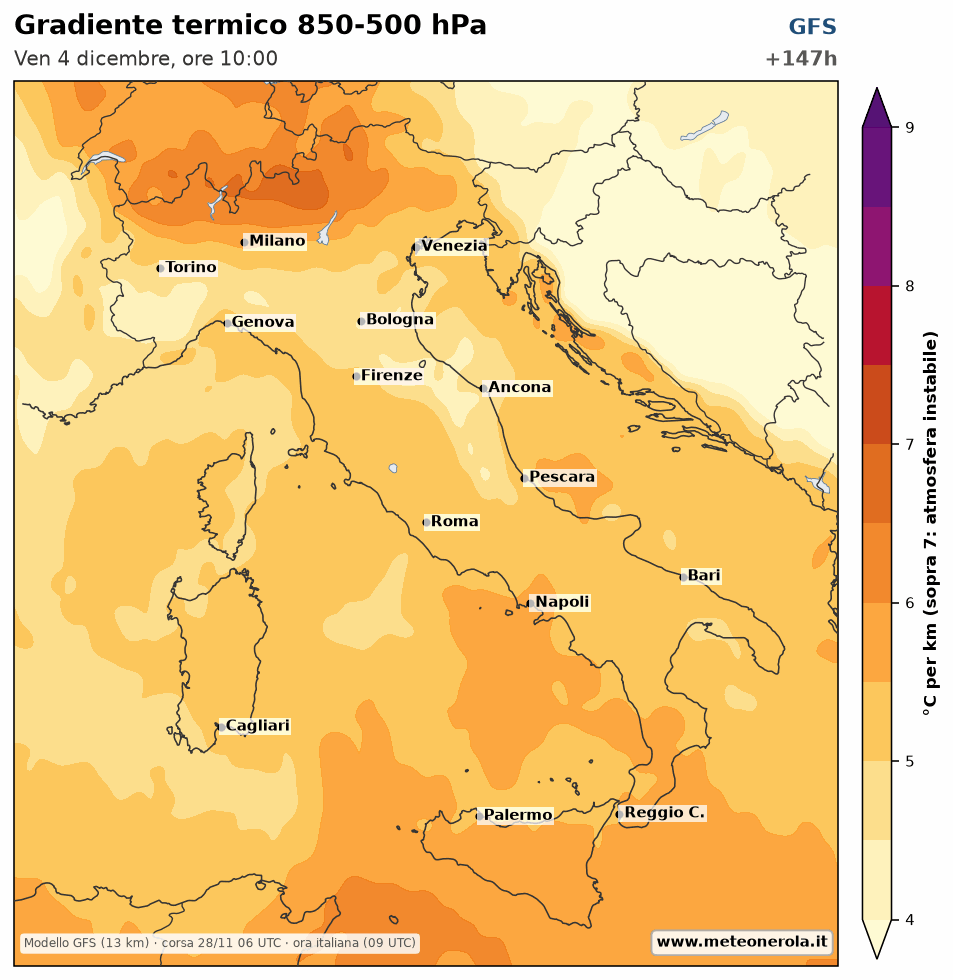 Gradiente termico 850-500 hPa
GFS
Ven 4 dicembre, ore 10:00
+147h
9
8
7
6
5
4
°C per km (sopra 7: atmosfera instabile)
Milano
Venezia
Torino
Genova
Bologna
Firenze
Ancona
Pescara
Roma
Bari
Napoli
Cagliari
Palermo
Reggio C.
Modello GFS (13 km) · corsa 28/11 06 UTC · ora italiana (09 UTC)
www.meteonerola.it